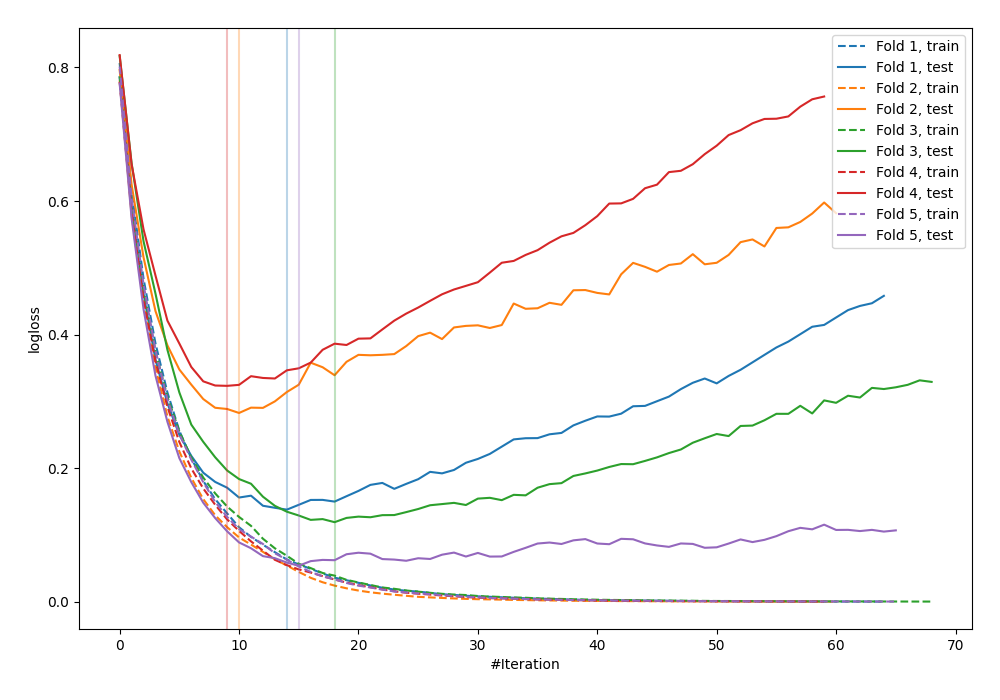 logloss
0.8
0.6
0.4
0.2
0.0
0 10 20 30 40 50 60 70
#Iteration
Fold 1, train
Fold 1, test
Fold 2, train
Fold 2, test
Fold 3, train
Fold 3, test
Fold 4, train
Fold 4, test
Fold 5, train
Fold 5, test